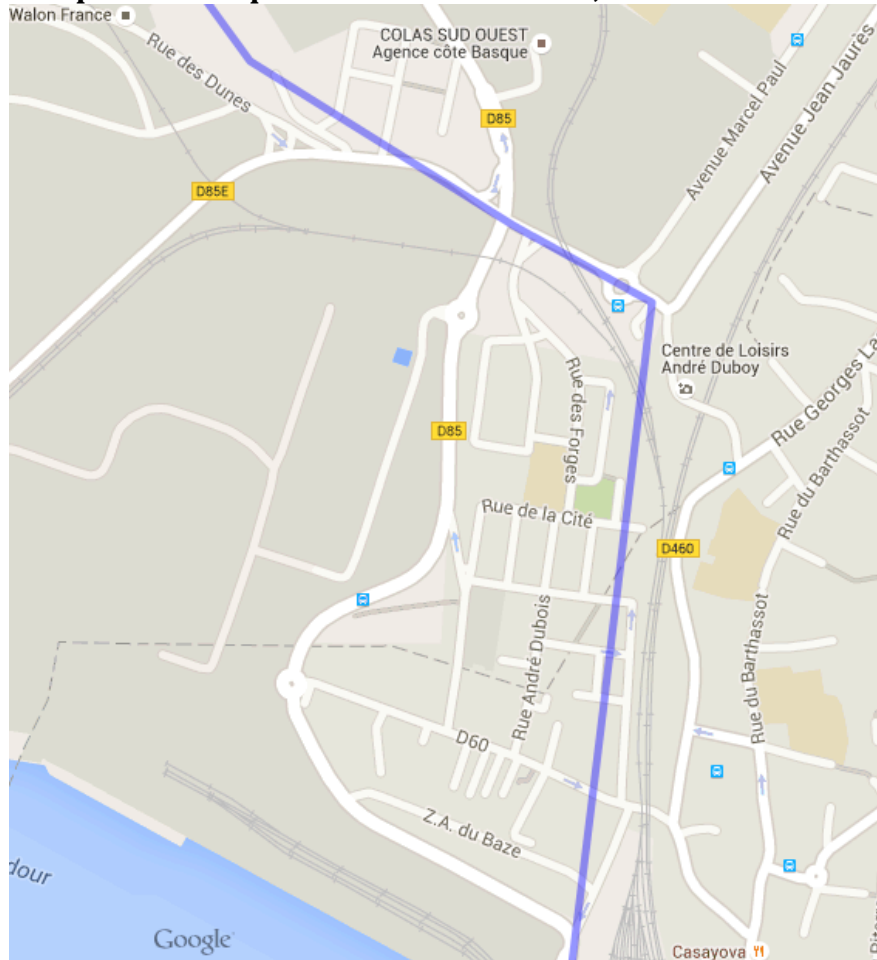 Walon France
COLAS SUD OUEST
Agence côte Basque
Rue des Dunes
D85
Avenue Marcel Paul
Avenue Jean Jaurès
D85E
Centre de Loisirs
André Duboy
Rue Georges La
Rue des Forges
D85
Rue du Barthassot
Rue de la Cité
D460
Rue André Dubois
Rue du Barthassot
D60
Z.A. du Baze
dour
Google
Casayova